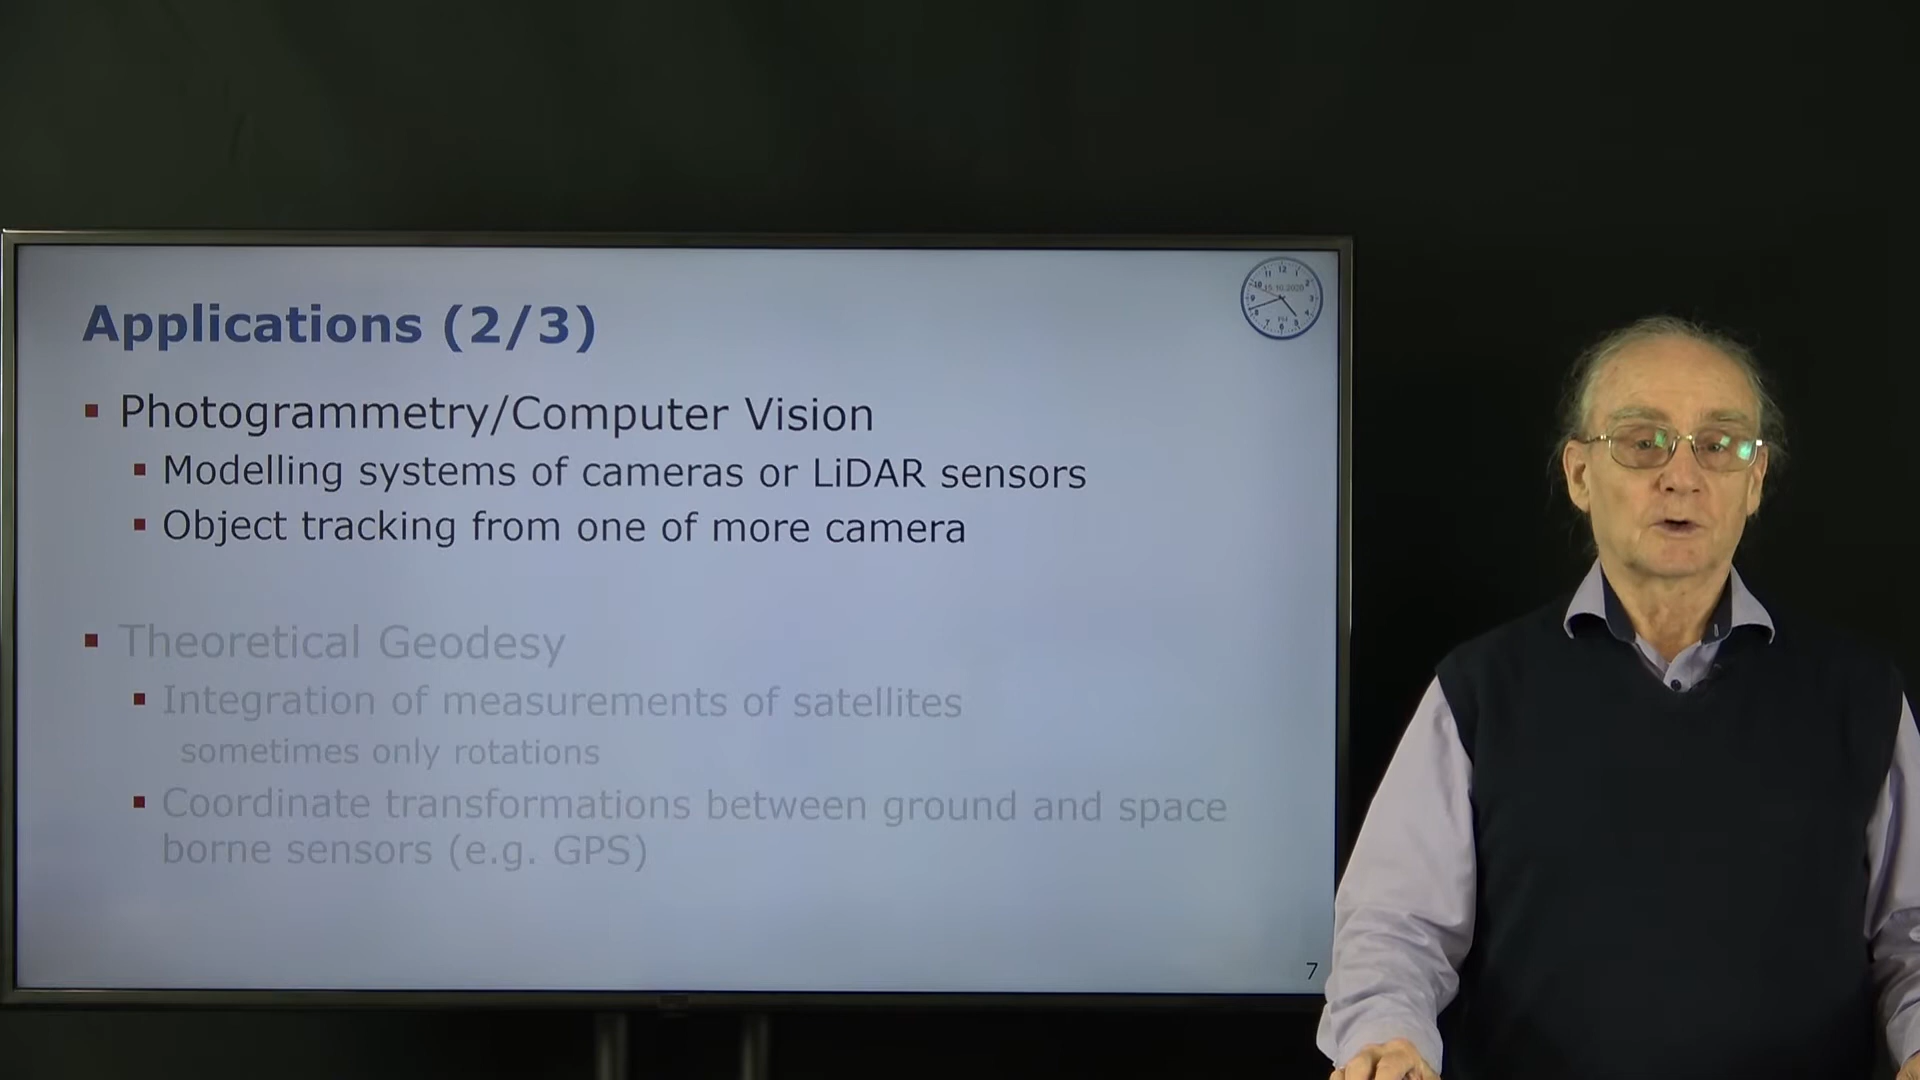 Applications (2/3)
Photogrammetry/Computer Vision
Modelling systems of cameras or LiDAR sensors
Object tracking from one of more camera
Theoretical Geodesy
Integration of measurements of satellites
sometimes only rotations
Coordinate transformations between ground and space
borne sensors (e.g. GPS)
7